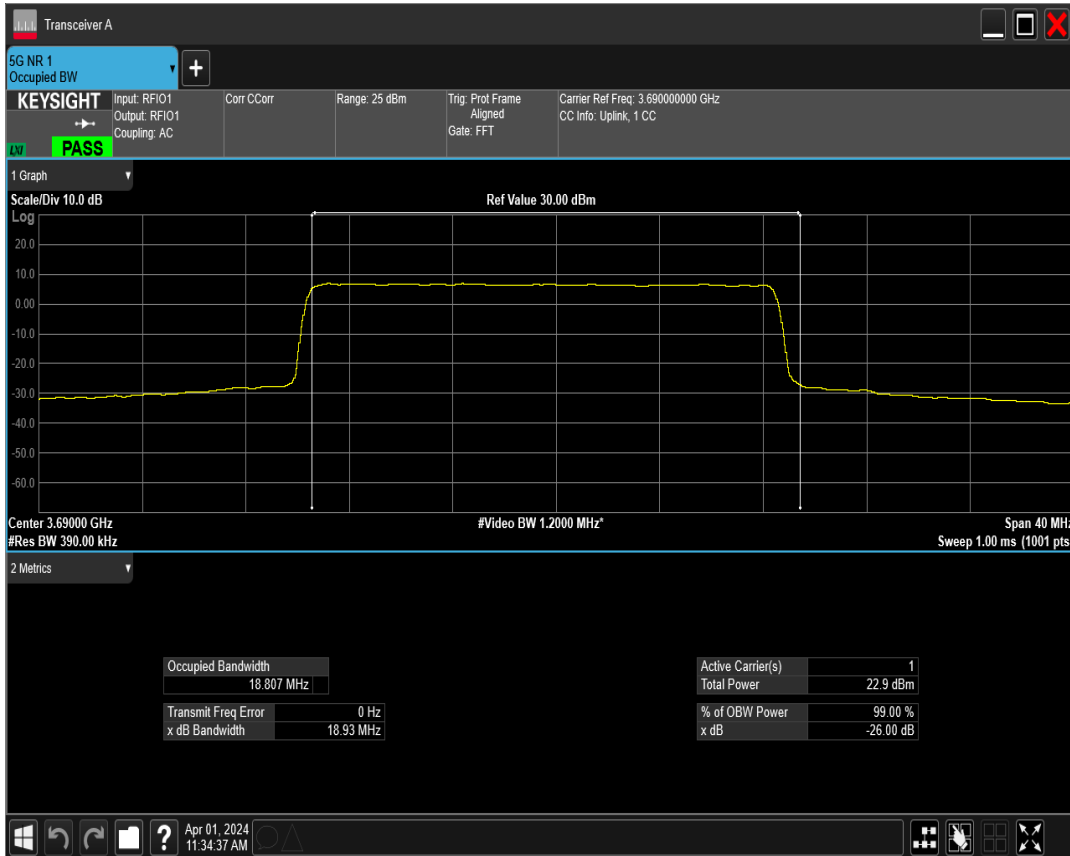 Transceiver A
5G NR 1
Occupied BW
KEYSIGHT
LXI
PASS
Input: RFIO1
Output: RFIO1
Coupling: AC
Corr CCorr
Range: 25 dBm
Trig: Prot Frame
Aligned
Gate: FFT
Carrier Ref Freq: 3.690000000 GHz
CC Info: Uplink, 1 CC
1 Graph
Scale/Div 10.0 dB
Ref Value 30.00 dBm
Log
20.0
10.0
0.00
-10.0
-20.0
-30.0
-40.0
-50.0
-60.0
Center 3.69000 GHz
#Video BW 1.2000 MHz*
Span 40 MHz
#Res BW 390.00 kHz
Sweep 1.00 ms (1001 pts
2 Metrics
Occupied Bandwidth
18.807 MHz
Transmit Freq Error 0 Hz
x dB Bandwidth 18.93 MHz
Active Carrier(s) 1
Total Power 22.9 dBm
% of OBW Power 99.00 %
x dB -26.00 dB
?
Apr 01, 2024
11:34:37 AM